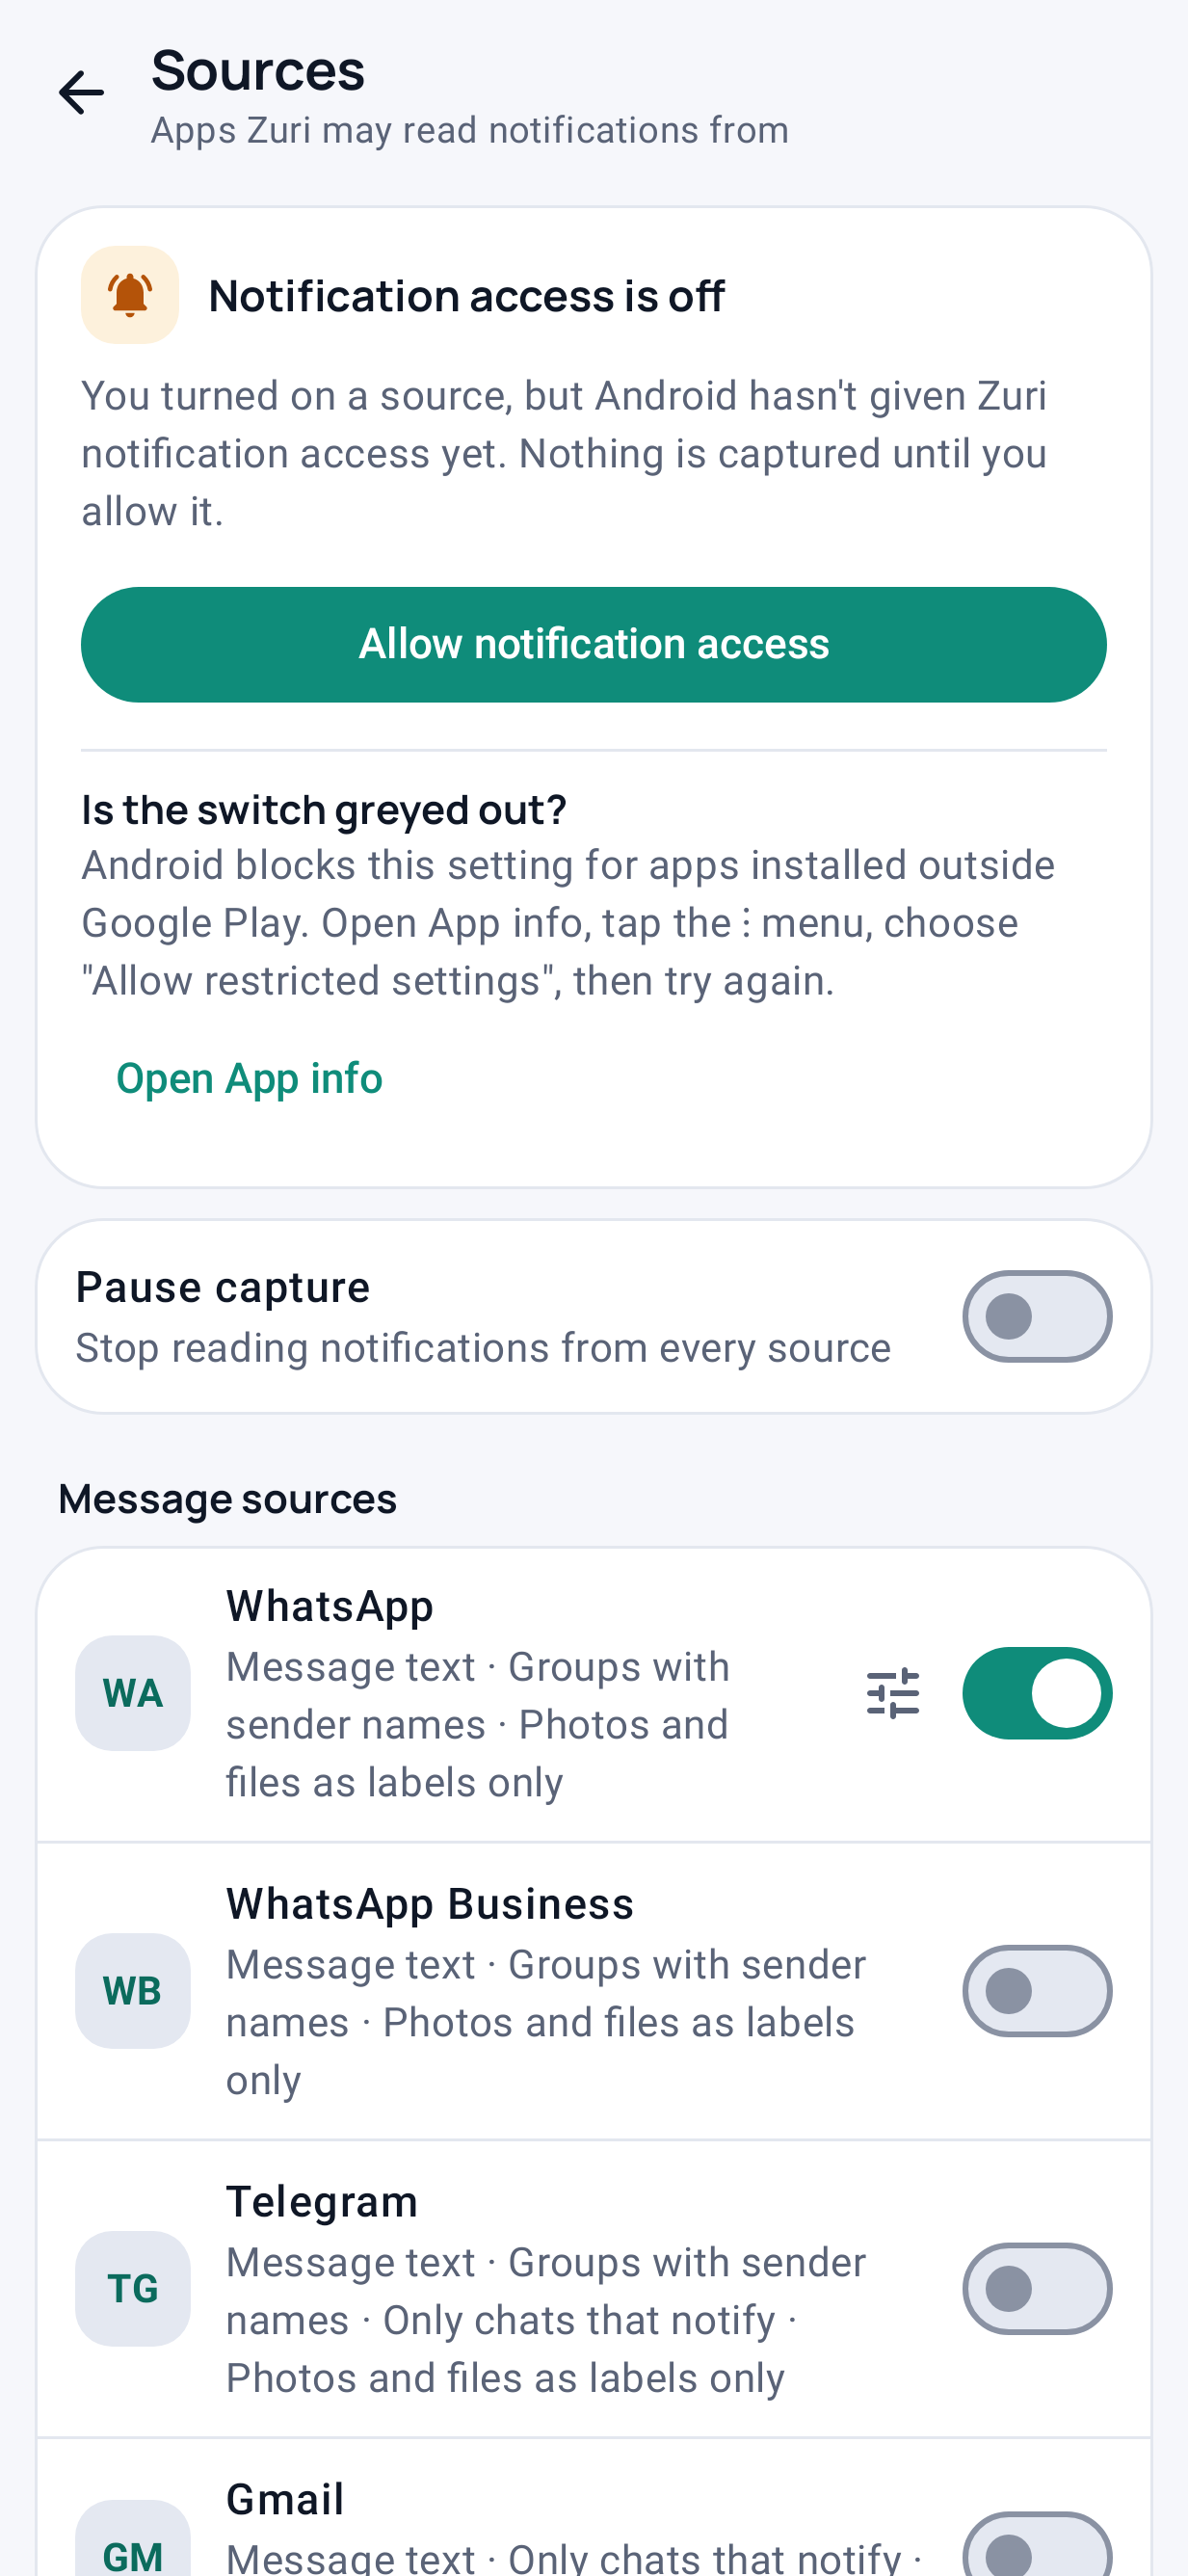 Sources
Apps Zuri may read notifications from
Notification access is off
You turned on a source, but Android hasn't given Zuri
notification access yet. Nothing is captured until you
allow it.
Allow notification access
Is the switch greyed out?
Android blocks this setting for apps installed outside
Google Play. Open App info, tap the ⋮ menu, choose
"Allow restricted settings", then try again.
Open App info
Pause capture
Stop reading notifications from every source
Message sources
WA
WhatsApp
Message text · Groups with
sender names · Photos and
files as labels only
WB
WhatsApp Business
Message text · Groups with sender
names · Photos and files as labels
only
TG
Telegram
Message text · Groups with sender
names · Only chats that notify ·
Photos and files as labels only
GM
Gmail
Message text · Only chats that notify ·